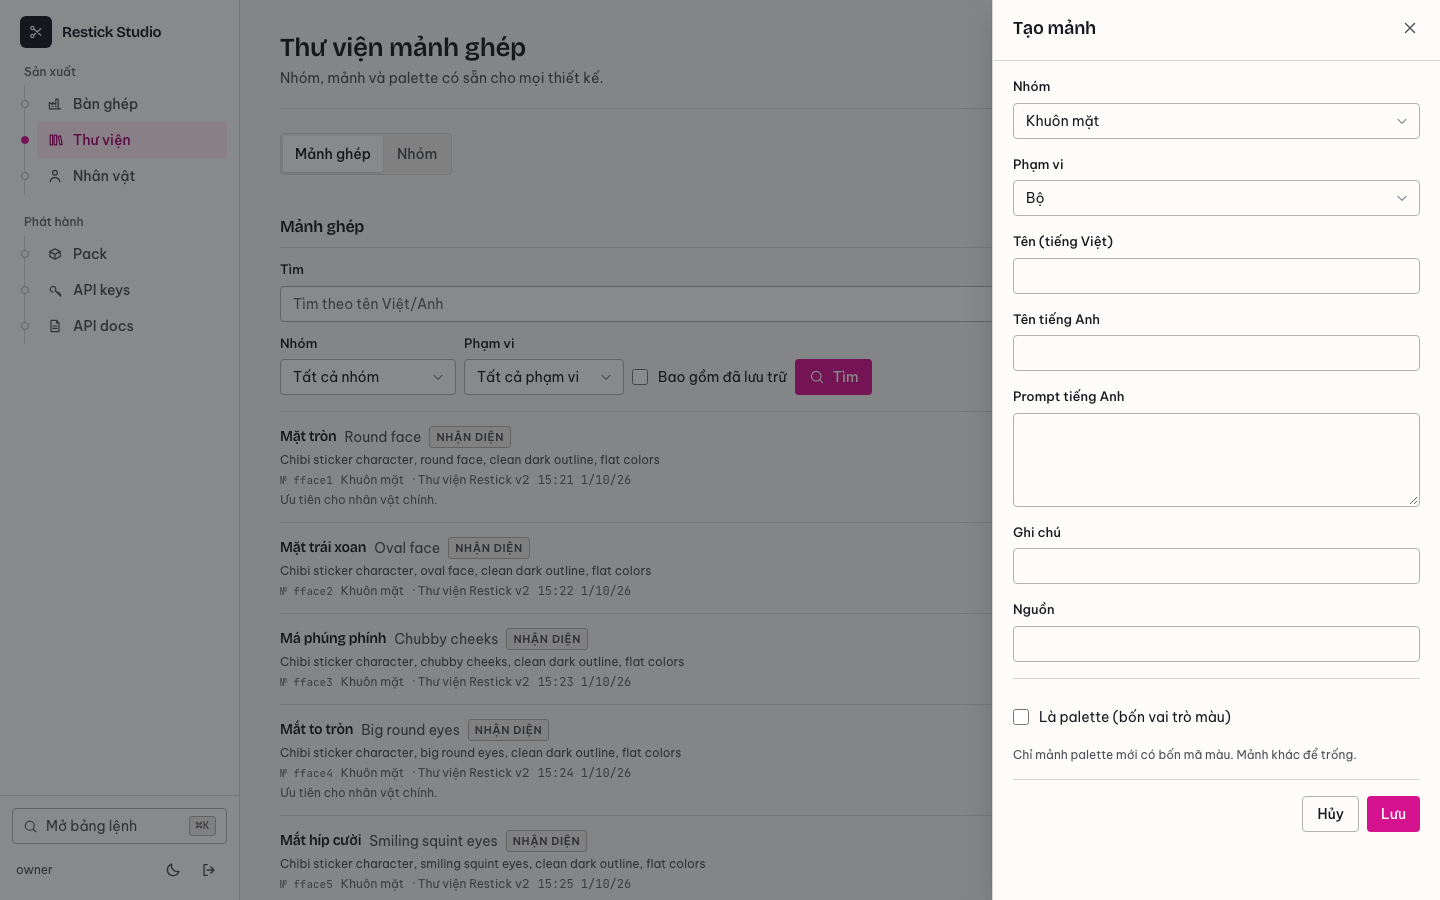 Restick Studio
Sản xuất
Bàn ghép
Thư viện
Nhân vật
Phát hành
Pack
API keys
API docs
Mở bảng lệnh ⌘K
owner
Thư viện mảnh ghép
Nhóm, mảnh và palette có sẵn cho mọi thiết kế.
Mảnh ghép Nhóm
Mảnh ghép
Tìm
Tìm theo tên Việt/Anh
Nhóm Phạm vi
Tất cả nhóm Tất cả phạm vi Bao gồm đã lưu trữ Tìm
Mặt tròn Round face NHẬN DIỆN
Chibi sticker character, round face, clean dark outline, flat colors
№ fface1 Khuôn mặt · Thư viện Restick v2 15:21 1/10/26
Ưu tiên cho nhân vật chính.
Mặt trái xoan Oval face NHẬN DIỆN
Chibi sticker character, oval face, clean dark outline, flat colors
№ fface2 Khuôn mặt · Thư viện Restick v2 15:22 1/10/26
Má phúng phính Chubby cheeks NHẬN DIỆN
Chibi sticker character, chubby cheeks, clean dark outline, flat colors
№ fface3 Khuôn mặt · Thư viện Restick v2 15:23 1/10/26
Mắt to tròn Big round eyes NHẬN DIỆN
Chibi sticker character, big round eyes, clean dark outline, flat colors
№ fface4 Khuôn mặt · Thư viện Restick v2 15:24 1/10/26
Ưu tiên cho nhân vật chính.
Mắt híp cười Smiling squint eyes NHẬN DIỆN
Chibi sticker character, smiling squint eyes, clean dark outline, flat colors
№ fface5 Khuôn mặt · Thư viện Restick v2 15:25 1/10/26
Tạo mảnh
Nhóm
Khuôn mặt
Phạm vi
Bộ
Tên (tiếng Việt)
Tên tiếng Anh
Prompt tiếng Anh
Ghi chú
Nguồn
Là palette (bốn vai trò màu)
Chỉ mảnh palette mới có bốn mã màu. Mảnh khác để trống.
Hủy Lưu